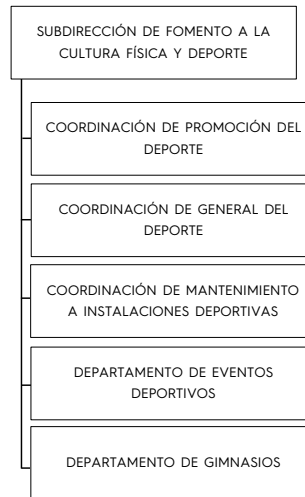 SUBDIRECCIÓN DE FOMENTO A LA
CULTURA FÍSICA Y DEPORTE
COORDINACIÓN DE PROMOCIÓN DEL
DEPORTE
COORDINACIÓN DE GENERAL DEL
DEPORTE
COORDINACIÓN DE MANTENIMIENTO
A INSTALACIONES DEPORTIVAS
DEPARTAMENTO DE EVENTOS
DEPORTIVOS
DEPARTAMENTO DE GIMNASIOS